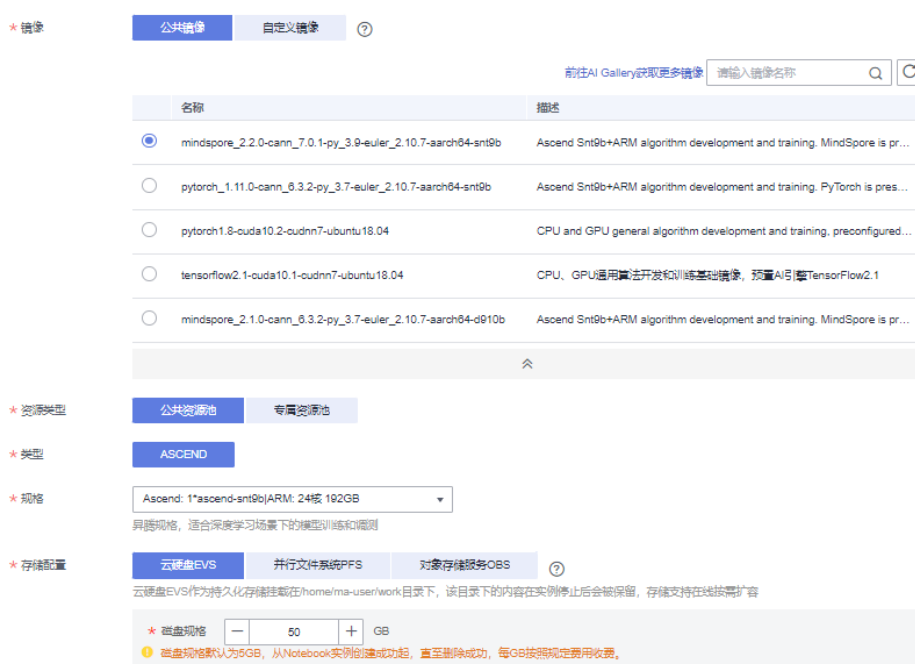 * 镜像 公共镜像 自定义镜像 ?
前往AI Gallery获取更多镜像 请输入镜像名称
名称 描述
mindspore_2.2.0-cann_7.0.1-py_3.9-euler_2.10.7-aarch64-snt9b Ascend Snt9b+ARM algorithm development and training. MindSpore is pr...
pytorch_1.11.0-cann_6.3.2-py_3.7-euler_2.10.7-aarch64-snt9b Ascend Snt9b+ARM algorithm development and training. PyTorch is pres...
pytorch1.8-cuda10.2-cudnn7-ubuntu18.04 CPU and GPU general algorithm development and training, preconfigured...
tensorflow2.1-cuda10.1-cudnn7-ubuntu18.04 CPU、GPU通用算法开发和训练基础镜像，预置AI引擎TensorFlow2.1
mindspore_2.1.0-cann_6.3.2-py_3.7-euler_2.10.7-aarch64-d910b Ascend Snt9b+ARM algorithm development and training. MindSpore is pr...
* 资源类型 公共资源池 专属资源池
* 类型 ASCEND
* 规格 Ascend: 1*ascend-snt9b|ARM: 24核 192GB
昇腾规格，适合深度学习场景下的模型训练和调测
* 存储配置 云硬盘EVS 并行文件系统PFS 对象存储服务OBS ?
云硬盘EVS作为持久化存储挂载在/home/ma-user/work目录下，该目录下的内容在实例停止后会被保留，存储支持在线按需扩容
* 磁盘规格 — 50 + GB
磁盘规格默认为5GB，从Notebook实例创建成功起，直至删除成功，每GB按照规定费用收费。